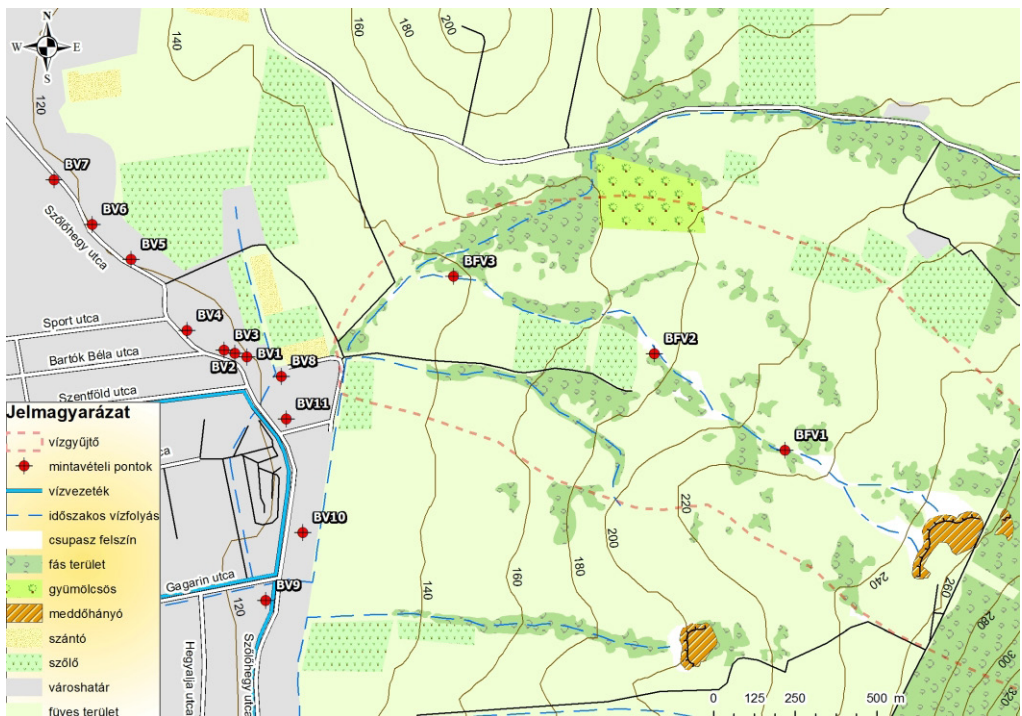 N
W E
S
140
160
180
200
120
BV7
BV6
BV5
Szőlőhegy utca
BFV3
Sport utca
BV4
BV3
BV2
BV1
Bartók Béla utca
BV8
BFV2
Szentföld utca
BV11
BFV1
Jelmagyarázat
vízgyűjtő
mintavételi pontok
vízvezeték
időszakos vízfolyás
csupasz felszín
fás terület
gyümölcsös
meddőhányó
szántó
szőlő
városhatár
füves terület
ca
220
200
180
160
140
240
260
280
300
320
BV10
Gagarin utca
BV9
120
Hegyalja utca
Szőlőhegy utca
0 125 250 500 m